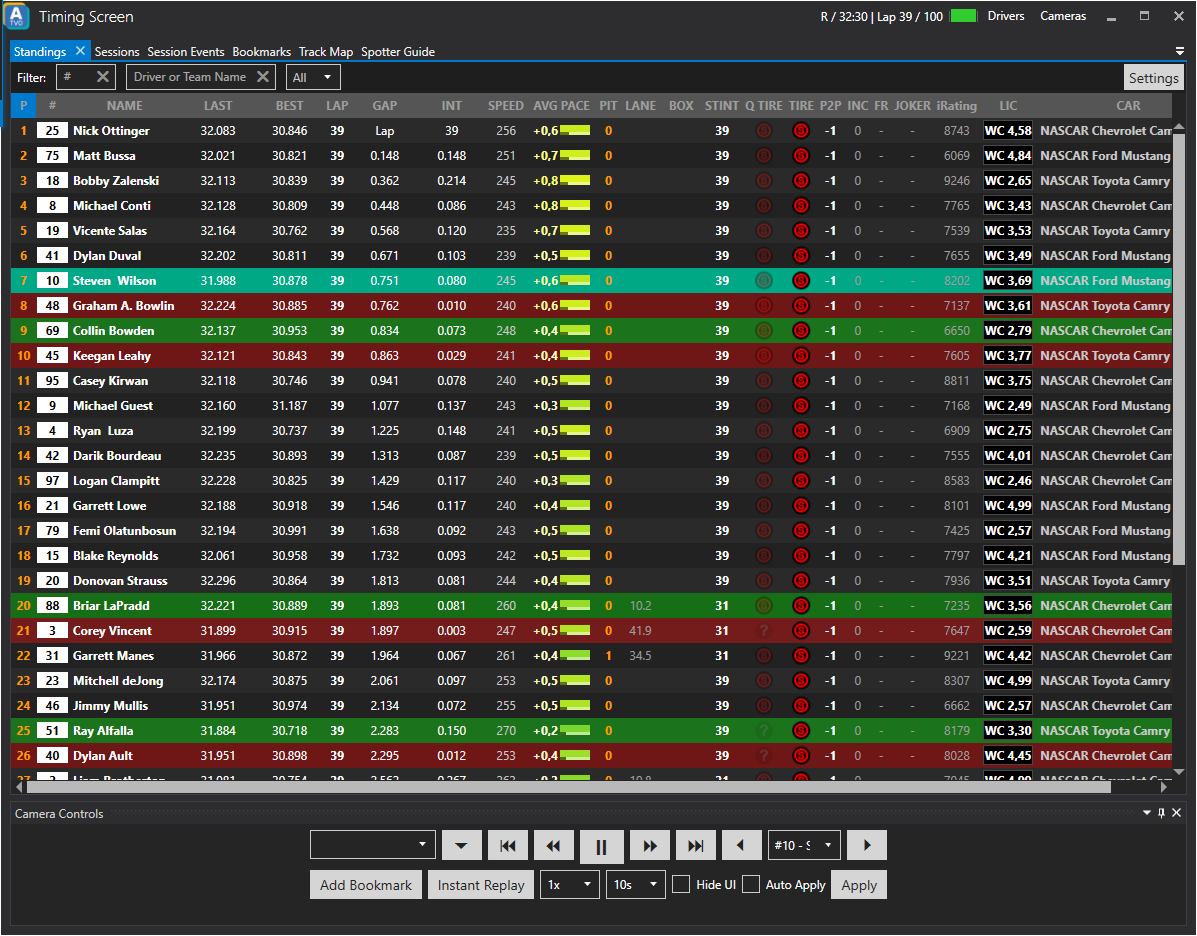 A
TVO
Timing Screen
R / 32:30 | Lap 39 / 100 Drivers Cameras
Standings Sessions Session Events Bookmarks Track Map Spotter Guide
Filter: # Driver or Team Name All Settings
P # NAME LAST BEST LAP GAP INT SPEED AVG PACE PIT LANE BOX STINT Q TIRE TIRE P2P INC FR JOKER iRating LIC CAR
1 25 Nick Ottinger 32.083 30.846 39 Lap 39 256 +0,6 0 39 S S -1 0 - - 8743 WC 4,58 NASCAR Chevrolet Cam
2 75 Matt Bussa 32.021 30.821 39 0.148 0.148 251 +0,7 0 39 S S -1 0 - - 6069 WC 4,84 NASCAR Ford Mustang
3 18 Bobby Zalenski 32.113 30.839 39 0.362 0.214 245 +0,8 0 39 S S -1 0 - - 9246 WC 2,65 NASCAR Toyota Camry
4 8 Michael Conti 32.128 30.809 39 0.448 0.086 243 +0,8 0 39 S S -1 0 - - 7765 WC 3,43 NASCAR Chevrolet Cam
5 19 Vicente Salas 32.164 30.762 39 0.568 0.120 235 +0,7 0 39 S S -1 0 - - 7539 WC 3,53 NASCAR Toyota Camry
6 41 Dylan Duval 32.202 30.811 39 0.671 0.103 239 +0,5 0 39 S S -1 0 - - 7655 WC 3,49 NASCAR Ford Mustang
7 10 Steven Wilson 31.988 30.878 39 0.751 0.080 245 +0,6 0 39 S S -1 0 - - 8202 WC 3,69 NASCAR Ford Mustang
8 48 Graham A. Bowlin 32.224 30.885 39 0.762 0.010 240 +0,6 0 39 S S -1 0 - - 7137 WC 3,61 NASCAR Toyota Camry
9 69 Collin Bowden 32.137 30.953 39 0.834 0.073 248 +0,4 0 39 S S -1 0 - - 6650 WC 2,79 NASCAR Chevrolet Cam
10 45 Keegan Leahy 32.121 30.843 39 0.863 0.029 241 +0,4 0 39 S S -1 0 - - 7605 WC 3,77 NASCAR Toyota Camry
11 95 Casey Kirwan 32.118 30.746 39 0.941 0.078 240 +0,5 0 39 S S -1 0 - - 8811 WC 3,75 NASCAR Chevrolet Cam
12 9 Michael Guest 32.160 31.187 39 1.077 0.137 243 +0,3 0 39 S S -1 0 - - 7168 WC 2,49 NASCAR Ford Mustang
13 4 Ryan Luza 32.199 30.737 39 1.225 0.148 241 +0,5 0 39 S S -1 0 - - 6909 WC 2,75 NASCAR Chevrolet Cam
14 42 Darik Bourdeau 32.235 30.893 39 1.313 0.087 239 +0,5 0 39 S S -1 0 - - 7555 WC 4,01 NASCAR Chevrolet Cam
15 97 Logan Clampitt 32.228 30.825 39 1.429 0.117 240 +0,3 0 39 S S -1 0 - - 8583 WC 2,46 NASCAR Chevrolet Cam
16 21 Garrett Lowe 32.188 30.918 39 1.546 0.117 240 +0,4 0 39 S S -1 0 - - 8101 WC 4,99 NASCAR Ford Mustang
17 79 Femi Olatunbosun 32.194 30.991 39 1.638 0.092 243 +0,5 0 39 S S -1 0 - - 7425 WC 2,57 NASCAR Ford Mustang
18 15 Blake Reynolds 32.061 30.958 39 1.732 0.093 242 +0,5 0 39 S S -1 0 - - 7797 WC 4,21 NASCAR Ford Mustang
19 20 Donovan Strauss 32.296 30.864 39 1.813 0.081 244 +0,4 0 39 S S -1 0 - - 7936 WC 3,51 NASCAR Toyota Camry
20 88 Briar LaPradd 32.221 30.889 39 1.893 0.081 260 +0,4 0 10.2 31 S S -1 0 - - 7235 WC 3,56 NASCAR Chevrolet Cam
21 3 Corey Vincent 31.899 30.915 39 1.897 0.003 247 +0,5 0 41.9 31 ? S -1 0 - - 7647 WC 2,59 NASCAR Chevrolet Cam
22 31 Garrett Manes 31.966 30.872 39 1.964 0.067 261 +0,4 1 34.5 31 S S -1 0 - - 9221 WC 4,42 NASCAR Chevrolet Cam
23 23 Mitchell deJong 32.174 30.875 39 2.061 0.097 253 +0,5 0 39 S S -1 0 - - 8307 WC 4,99 NASCAR Toyota Camry
24 46 Jimmy Mullis 31.951 30.974 39 2.134 0.072 255 +0,5 0 39 S S -1 0 - - 6662 WC 2,57 NASCAR Chevrolet Cam
25 51 Ray Alfalla 31.884 30.718 39 2.283 0.150 270 +0,2 0 39 ? S -1 0 - - 8179 WC 3,30 NASCAR Toyota Camry
26 40 Dylan Ault 31.951 30.898 39 2.295 0.012 253 +0,4 0 39 ? S -1 0 - - 8028 WC 4,45 NASCAR Chevrolet Cam
Camera Controls
#10 - S
Add Bookmark Instant Replay 1x 10s Hide UI Auto Apply Apply